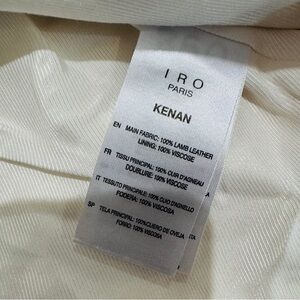 IRO
PARIS
KENAN
EN MAIN FABRIC: 100% LAMB LEATHER
LINING: 100% VISCOSE
FR TISSU PRINCIPAL: 100% CUIR D'AGNEAU
DOUBLURE: 100% VISCOSE
IT TESSUTO PRINCIPAL: 100% CUOIO D'AGNELLO
FODERA: 100% VISCOSA
SP TELA PRINCIPAL: 100%CUERO DE OVEJA
FORRO: 100% VISCOSA